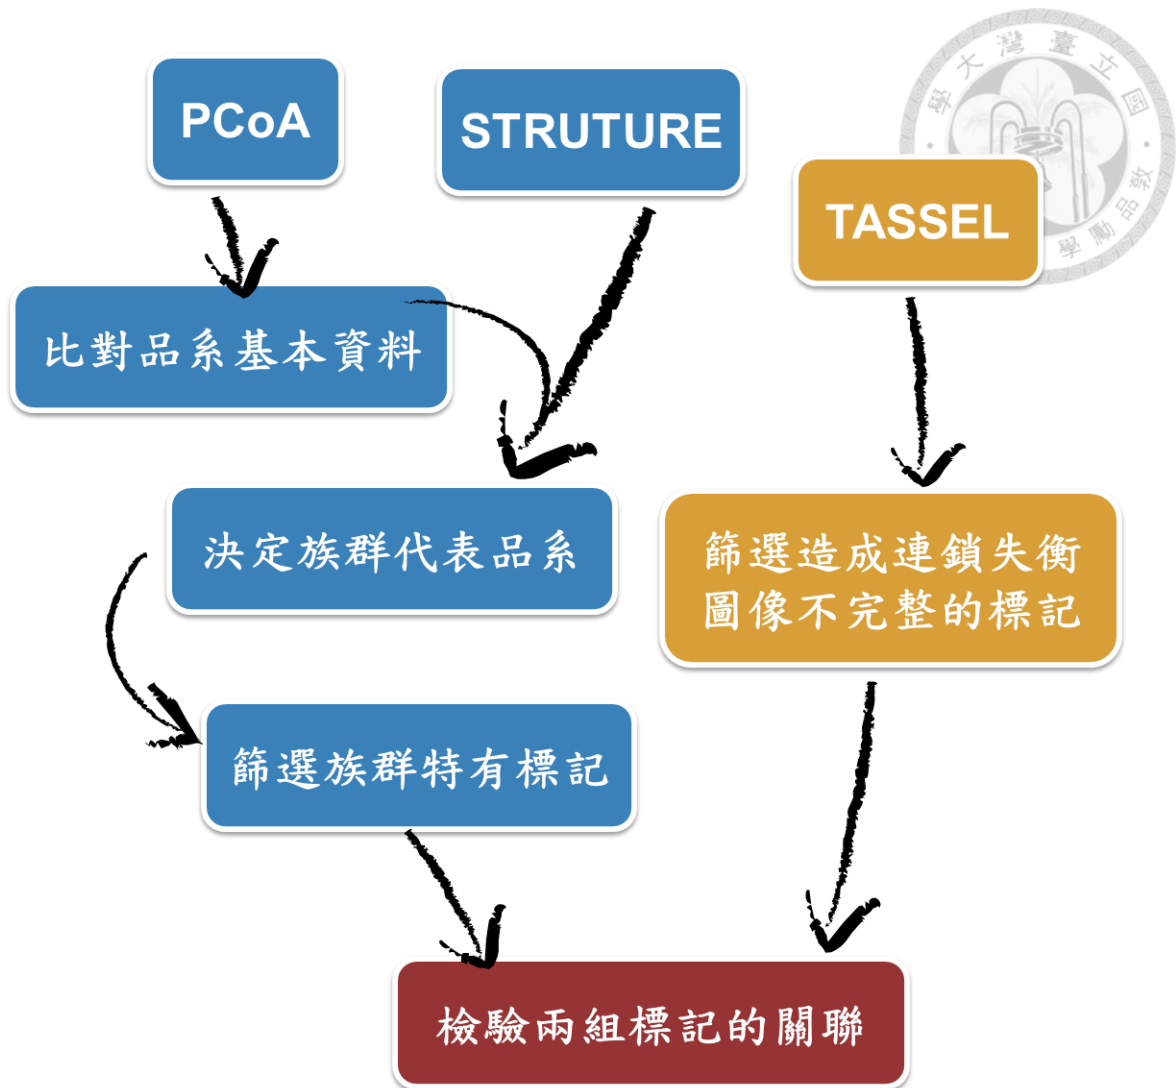 PCoA
STRUTURE
TASSEL
比對品系基本資料
決定族群代表品系
篩選造成連鎖失衡
圖像不完整的標記
篩選族群特有標記
檢驗兩組標記的關聯